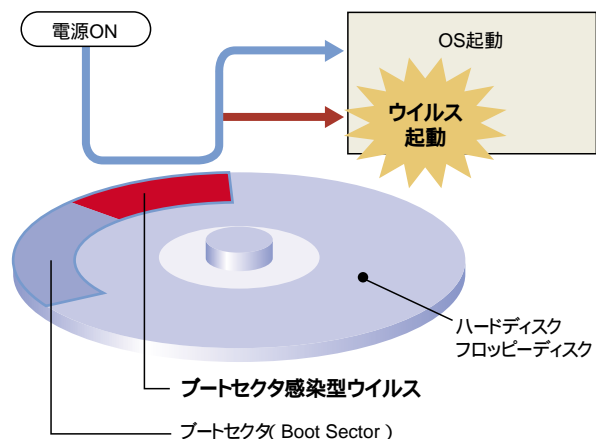 電源ON
OS起動
ウイルス
起動
ハードディスク
フロッピーディスク
ブートセクタ感染型ウイルス
ブートセクタ( Boot Sector )